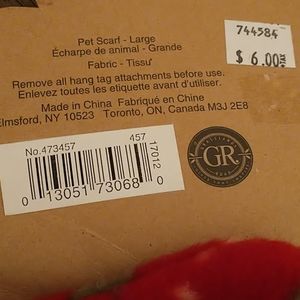 744584
$ 6.00
Pet Scarf - Large
Écharpe de animal - Grande
Fabric - Tissu
Remove all hang tag attachments before use.
Enlevez toutes les etiquette avant d'utiliser.
Made in China Fabriqué en Chine
Elmsford, NY 10523 Toronto, ON, Canada M3J 2E8
No.473457 457
17012
0
0 13051 73068
GR